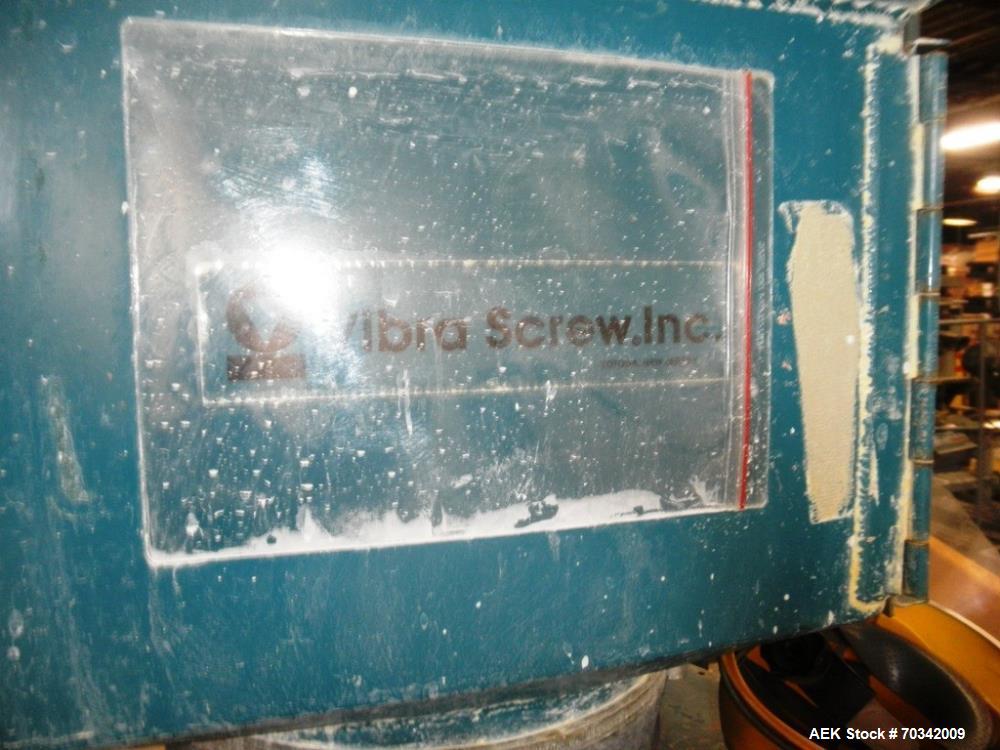 Vibra Screw.Inc.
AEK Stock # 70342009